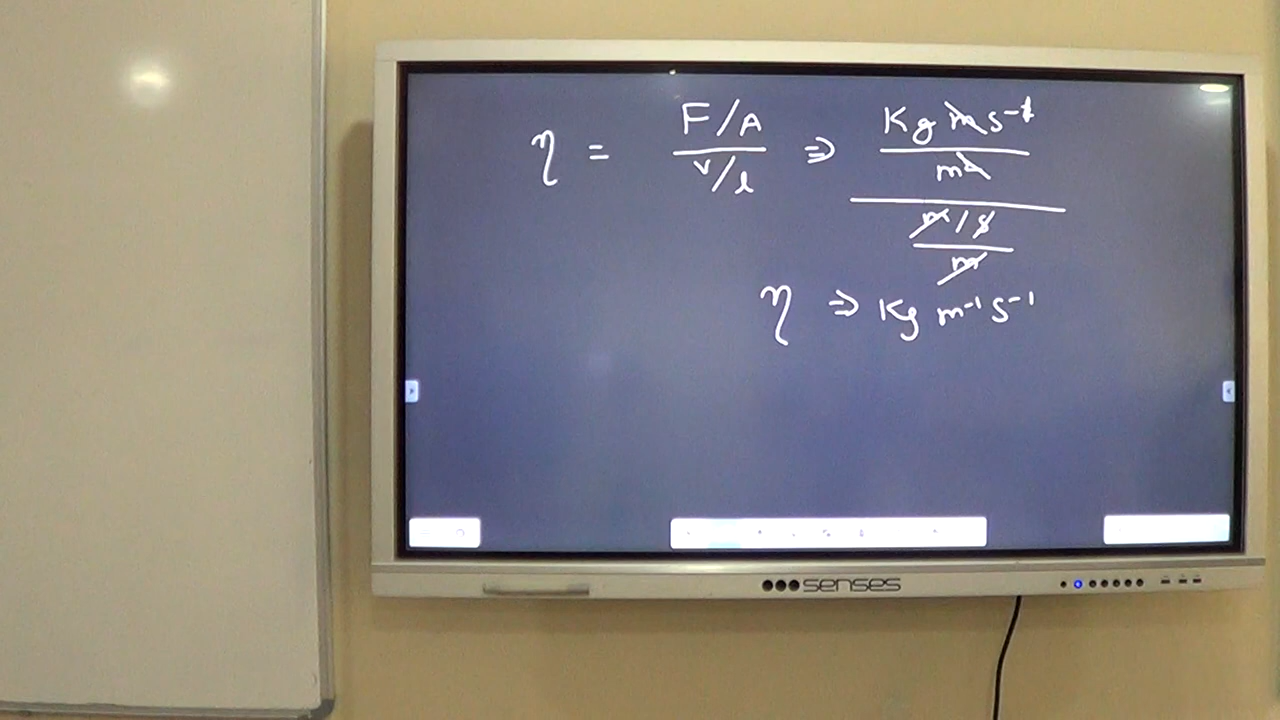 η = F/A / v/l ⇒ Kg m s⁻² / m² / m/s / m
η ⇒ Kg m⁻¹ s⁻¹
senses